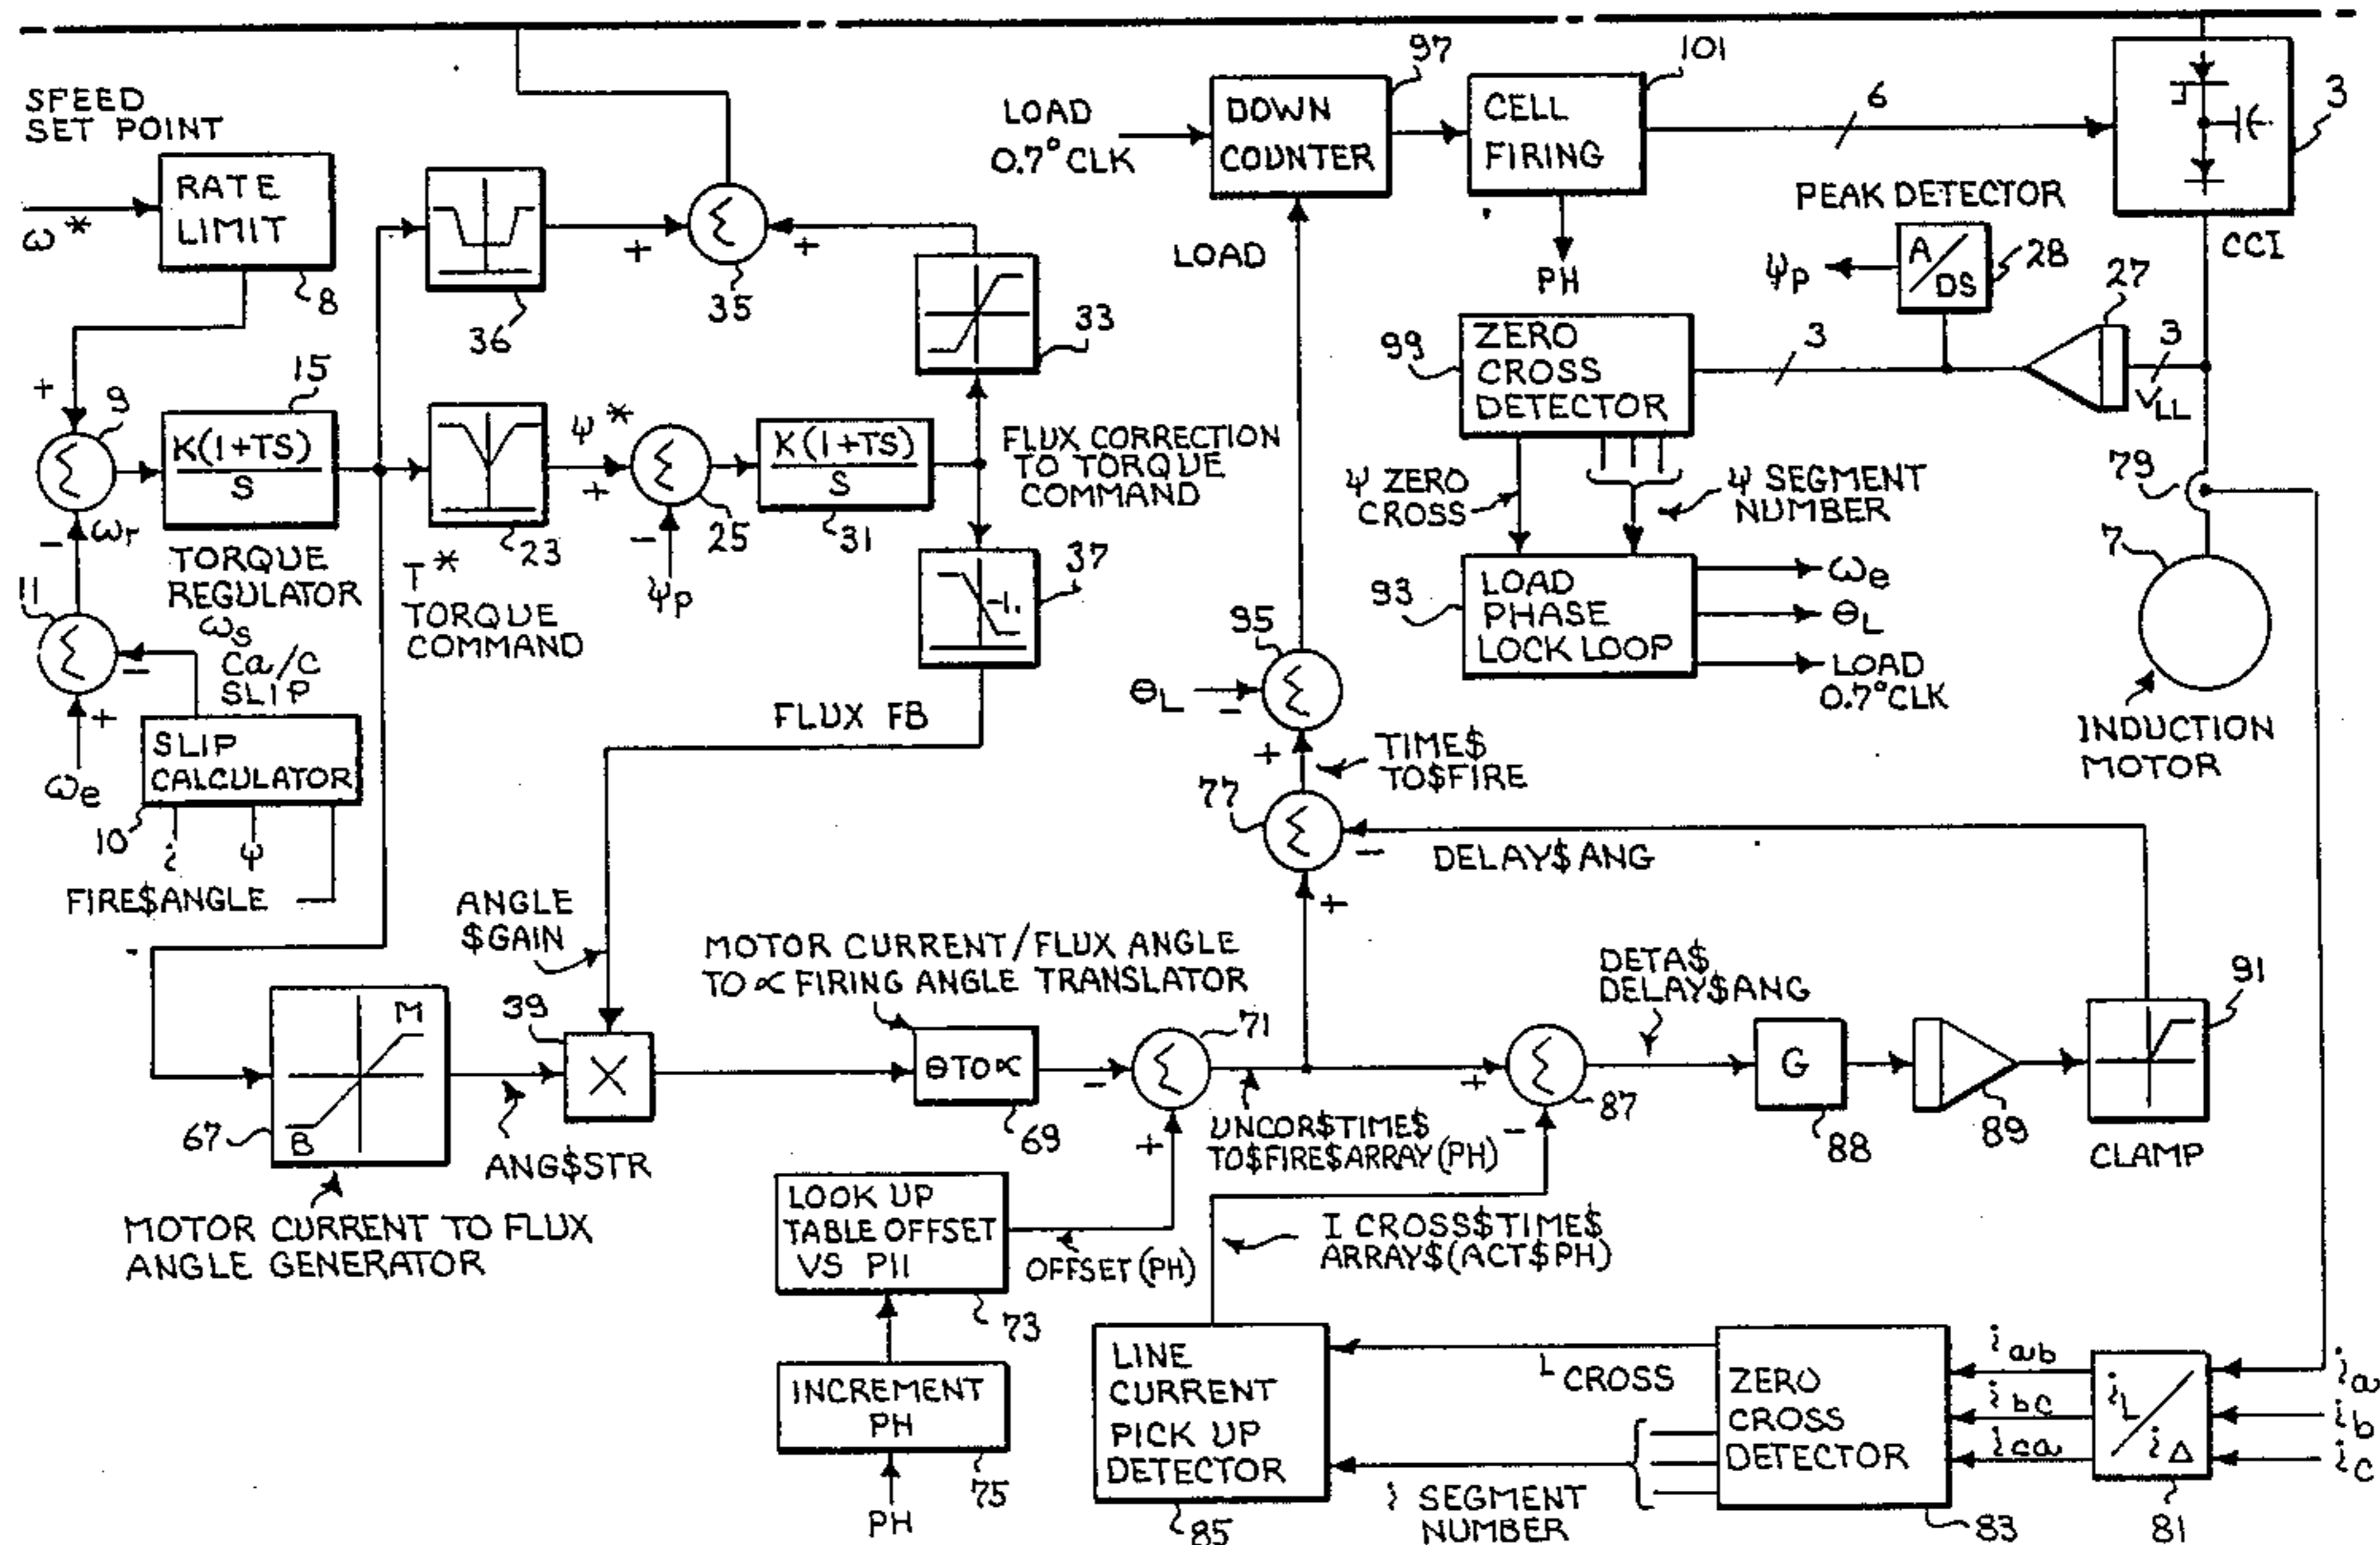 SPEED
SET POINT
ω*
RATE
LIMIT
8
36
+
Σ
35
+
33
LOAD
0.7° CLK
DOWN
COUNTER
97
CELL
FIRING
101
PH
6
3
CCI
PEAK DETECTOR
ψp
A/DS
28
27
3
VLL
LOAD
99
ZERO
CROSS
DETECTOR
3
ψ ZERO
CROSS
ψ SEGMENT
NUMBER
79
7
INDUCTION
MOTOR
93
LOAD
PHASE
LOCK LOOP
ωe
θL
LOAD
0.7° CLK
+
9
Σ
- ωr
15
K(1+TS)
S
TORQUE
REGULATOR
23
T*
TORQUE
COMMAND
ψ*
+
Σ
25
-
ψp
K(1+TS)
S
31
FLUX CORRECTION
TO TORQUE
COMMAND
37
-1.
11
Σ
-
+
ωe
ωs
Ca/c
SLIP
SLIP
CALCULATOR
10
i
ψ
FIRE$ANGLE
FLUX FB
95
Σ
θL
-
+
TIME$
TO$FIRE
77
Σ
-
+
DELAY$ANG
ANGLE
$GAIN
MOTOR CURRENT/FLUX ANGLE
TO ∝ FIRING ANGLE TRANSLATOR
M
B
67
MOTOR CURRENT TO FLUX
ANGLE GENERATOR
ANG$STR
39
X
θ TO ∝
69
-
Σ
71
+
UNCOR$TIME$
TO$FIRE$ARRAY(PH)
+
Σ
87
-
DETA$
DELAY$ANG
G
88
89
91
CLAMP
LOOK UP
TABLE OFFSET
VS PH
73
OFFSET(PH)
INCREMENT
PH
75
PH
I CROSS$TIME$
ARRAY$(ACT$PH)
LINE
CURRENT
PICK UP
DETECTOR
85
L CROSS
i SEGMENT
NUMBER
ZERO
CROSS
DETECTOR
83
iab
ibc
ica
iL/iΔ
81
ia
ib
ic